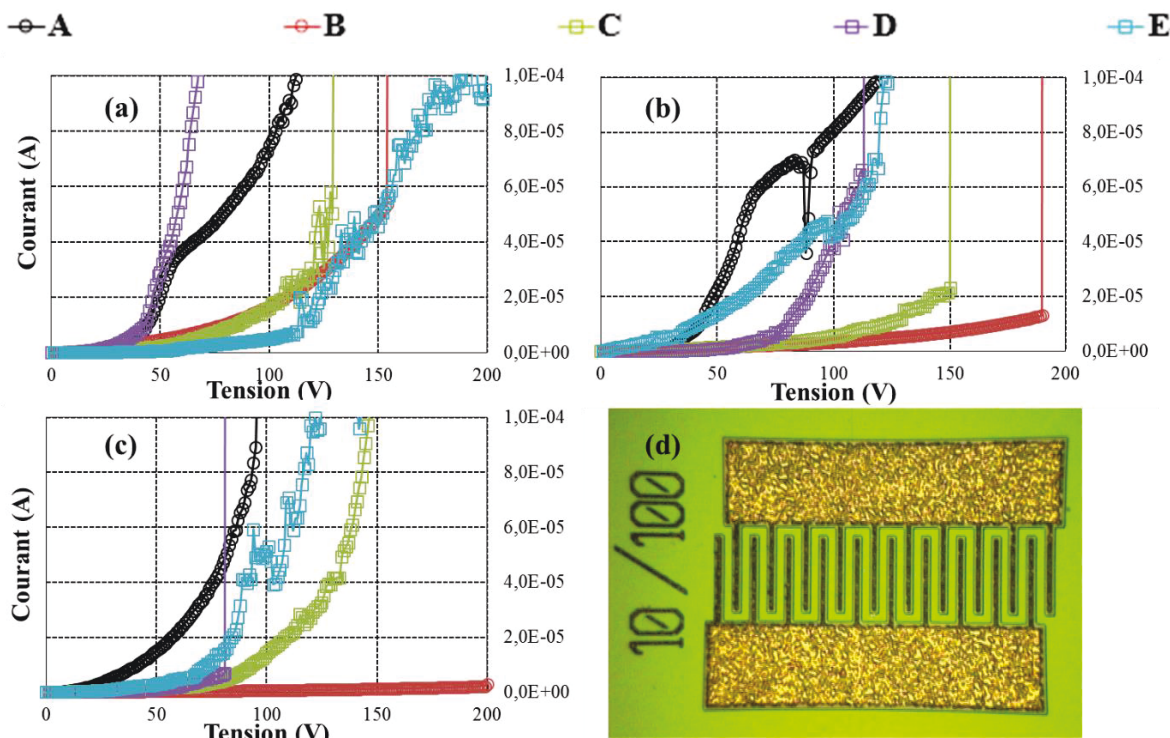 A B C D E
(a)
1,0E-04
8,0E-05
6,0E-05
4,0E-05
2,0E-05
0,0E+00
Courant (A)
0 50 100 150 200
Tension (V)
(b)
1,0E-04
8,0E-05
6,0E-05
4,0E-05
2,0E-05
0,0E+00
Courant (A)
0 50 100 150 200
Tension (V)
(c)
1,0E-04
8,0E-05
6,0E-05
4,0E-05
2,0E-05
0,0E+00
Courant (A)
0 50 100 150 200
Tension (V)
(d)
10/100